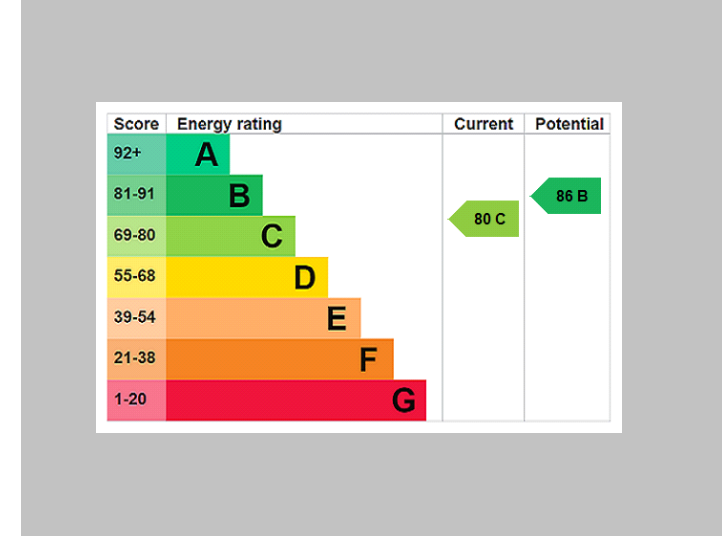 Score Energy rating Current Potential
92+ A
81-91 B 86 B
69-80 C 80 C
55-68 D
39-54 E
21-38 F
1-20 G